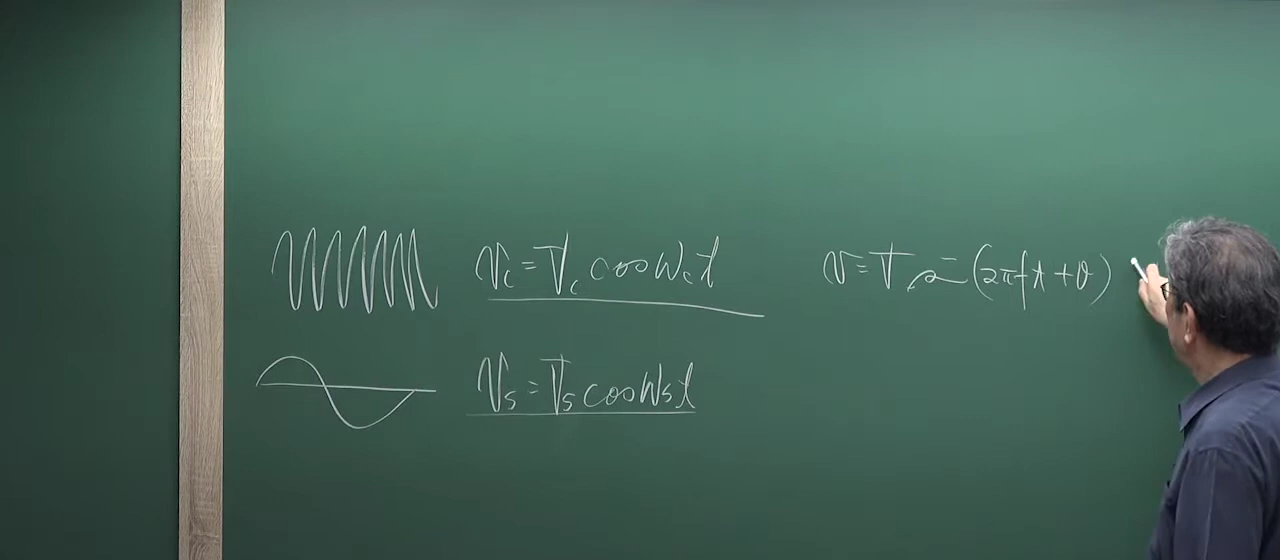 v_c = V_c cos ω_c t
v = V sin (2πft + θ)
v_s = V_s cos ω_s t